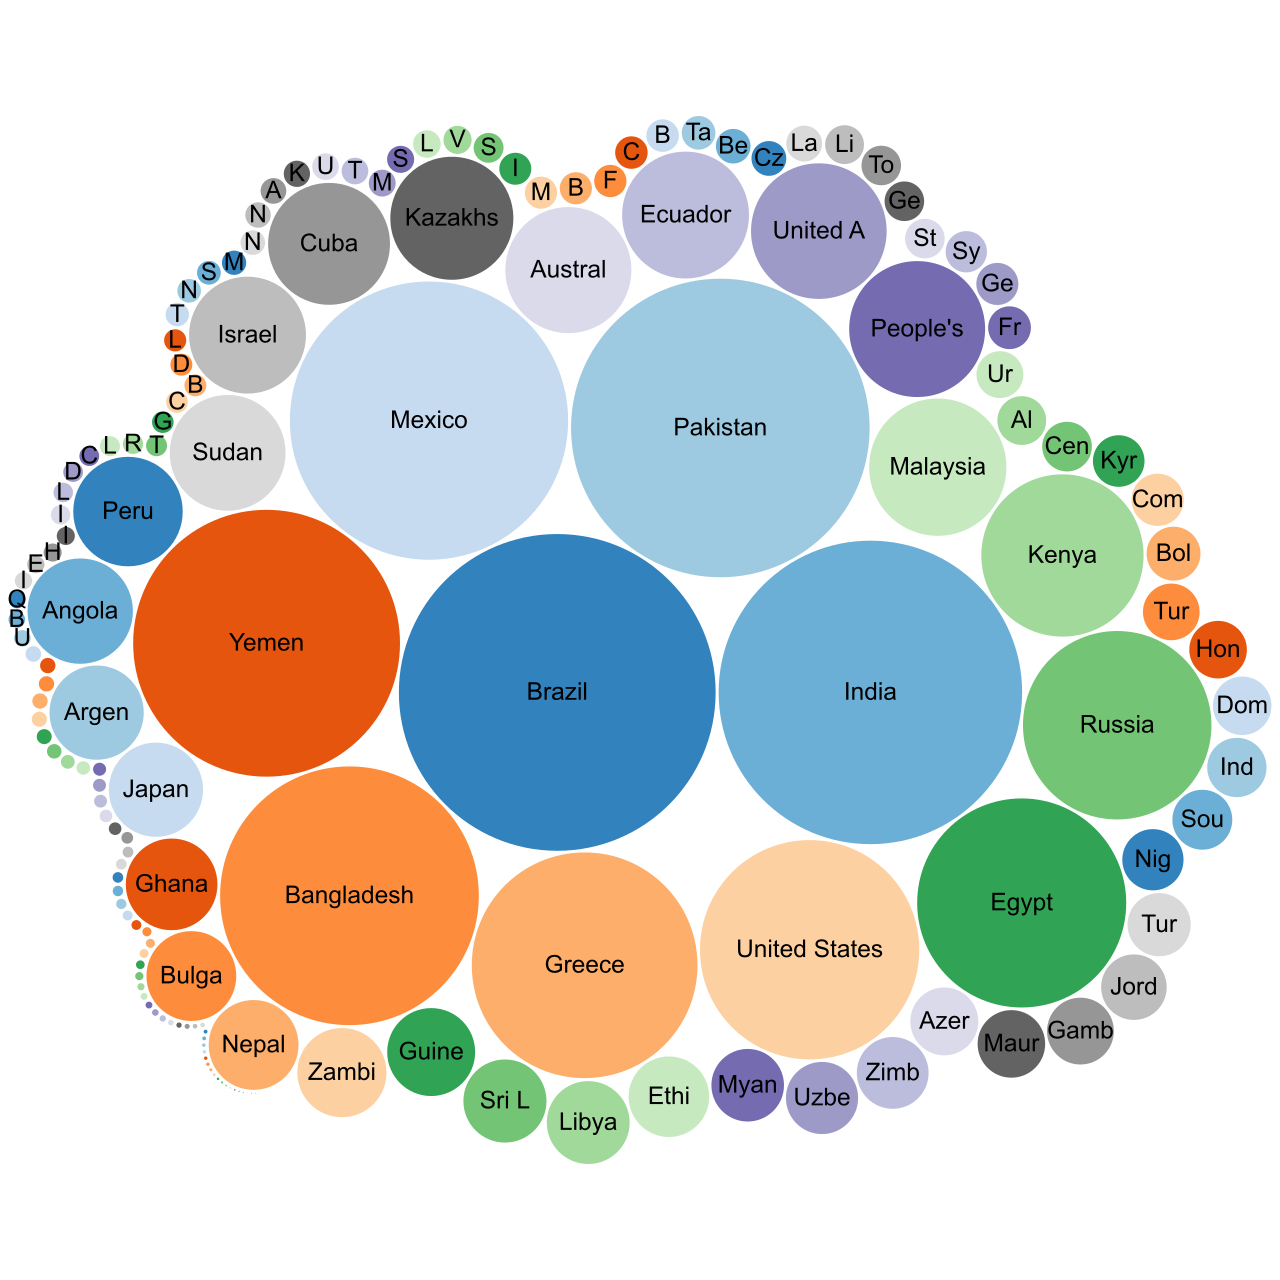 C
B
Ta
Be
Cz
La
Li
To
Ge
L
V
S
I
M
B
F
S
M
T
U
K
A
N
N
M
S
N
T
L
D
B
C
G
T
R
L
C
D
L
I
I
H
E
I
Q
B
U
Kazakhs
Ecuador
United A
Cuba
Austral
St
Sy
Ge
Fr
Israel
People's
Ur
Mexico
Pakistan
Al
Sudan
Malaysia
Cen
Kyr
Com
Peru
Kenya
Bol
Angola
Tur
Yemen
Hon
Brazil
India
Dom
Argen
Russia
Ind
Japan
Sou
Nig
Ghana
Bangladesh
Egypt
Tur
United States
Greece
Bulga
Jord
Azer
Gamb
Nepal
Guine
Maur
Zambi
Zimb
Myan
Ethi
Uzbe
Sri L
Libya